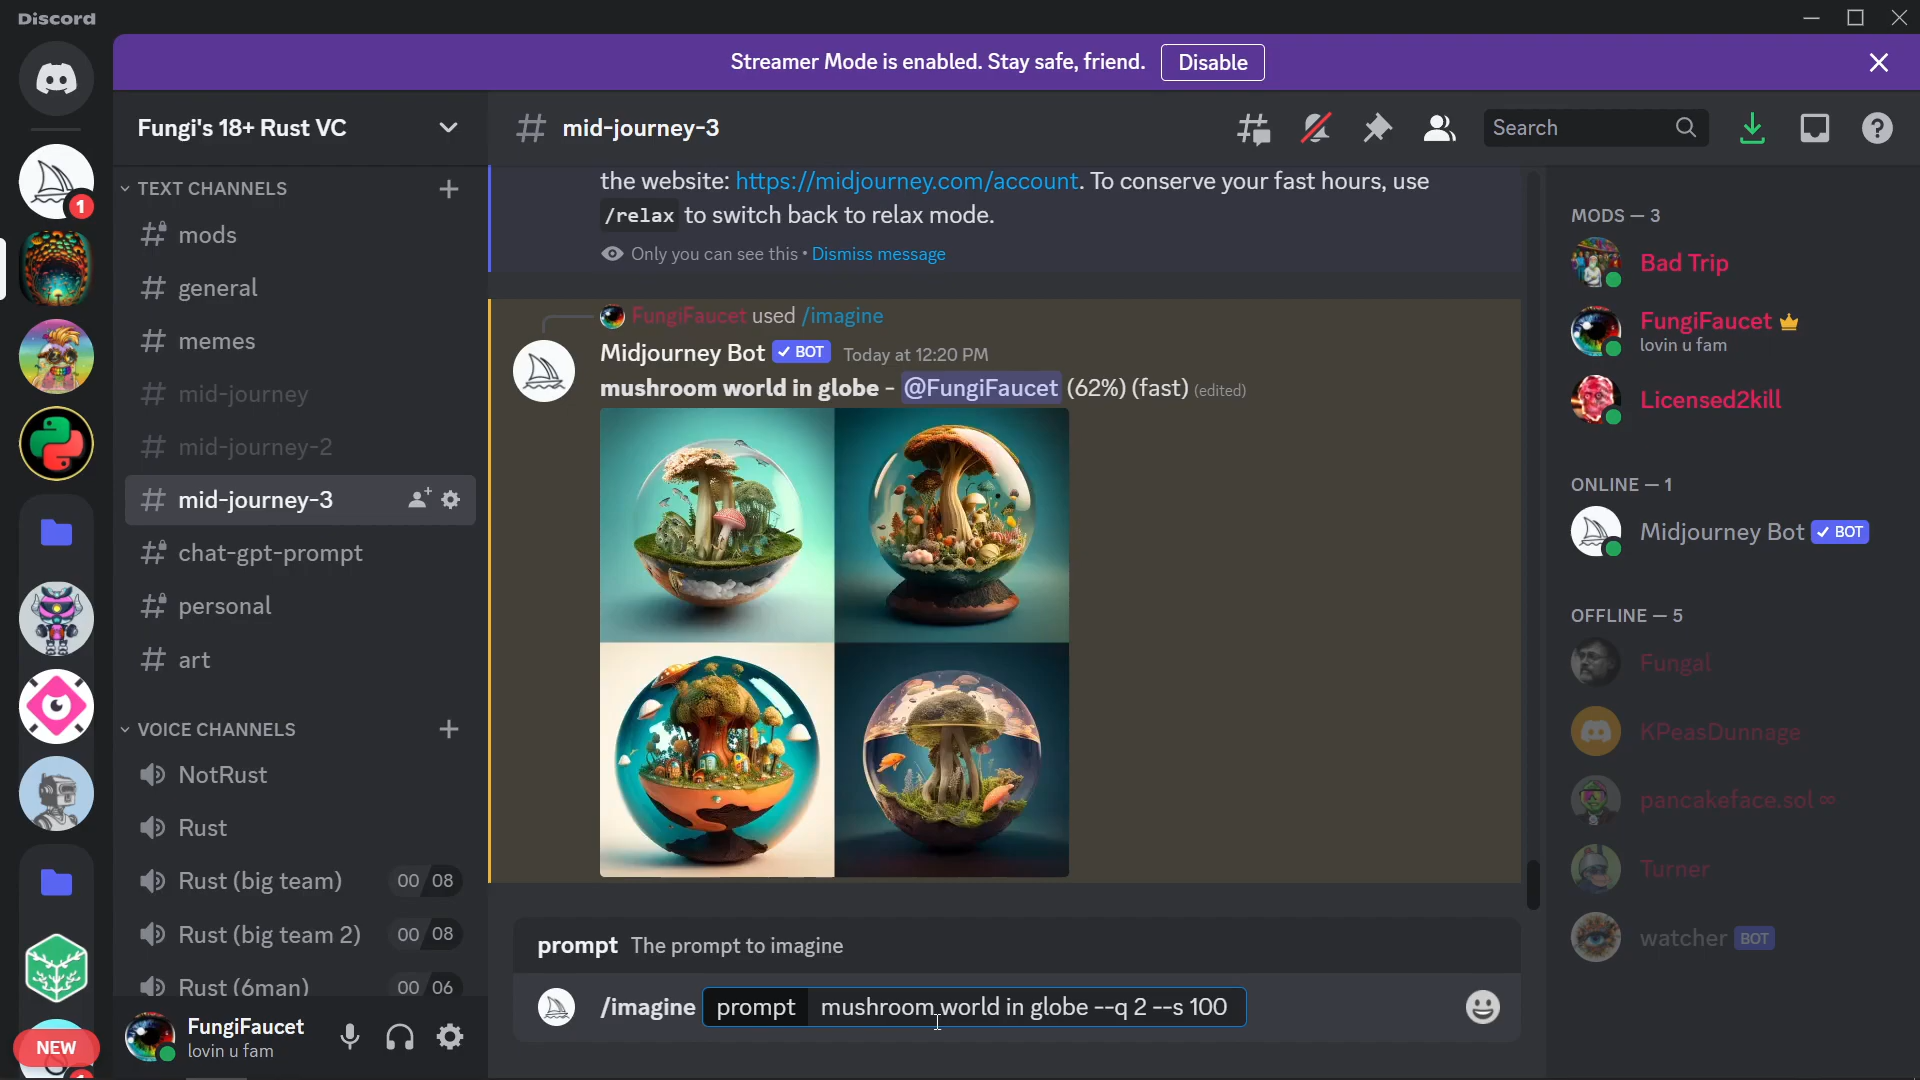 Discord
Streamer Mode is enabled. Stay safe, friend. Disable
Fungi's 18+ Rust VC
# mid-journey-3
Search
1
NEW
TEXT CHANNELS
mods
general
memes
mid-journey
mid-journey-2
mid-journey-3
chat-gpt-prompt
personal
art
VOICE CHANNELS
NotRust
Rust
Rust (big team) 00 08
Rust (big team 2) 00 08
Rust (6man) 00 06
FungiFaucet
lovin u fam
the website: https://midjourney.com/account. To conserve your fast hours, use
/relax to switch back to relax mode.
Only you can see this • Dismiss message
FungiFaucet used /imagine
Midjourney Bot ✓ BOT Today at 12:20 PM
mushroom world in globe - @FungiFaucet (62%) (fast) (edited)
prompt The prompt to imagine
/imagine prompt mushroom world in globe --q 2 --s 100
MODS — 3
Bad Trip
FungiFaucet
lovin u fam
Licensed2kill
ONLINE — 1
Midjourney Bot ✓ BOT
OFFLINE — 5
Fungal
KPeasDunnage
pancakeface.sol ∞
Turner
watcher BOT